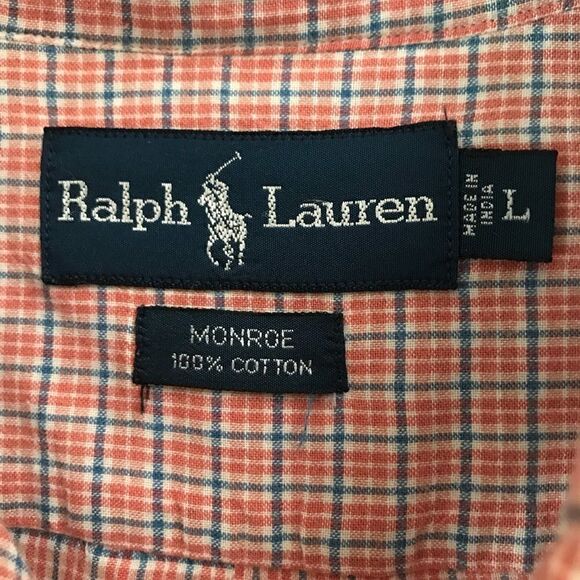 Ralph Lauren
MADE IN
INDIA
L
MONROE
100% COTTON